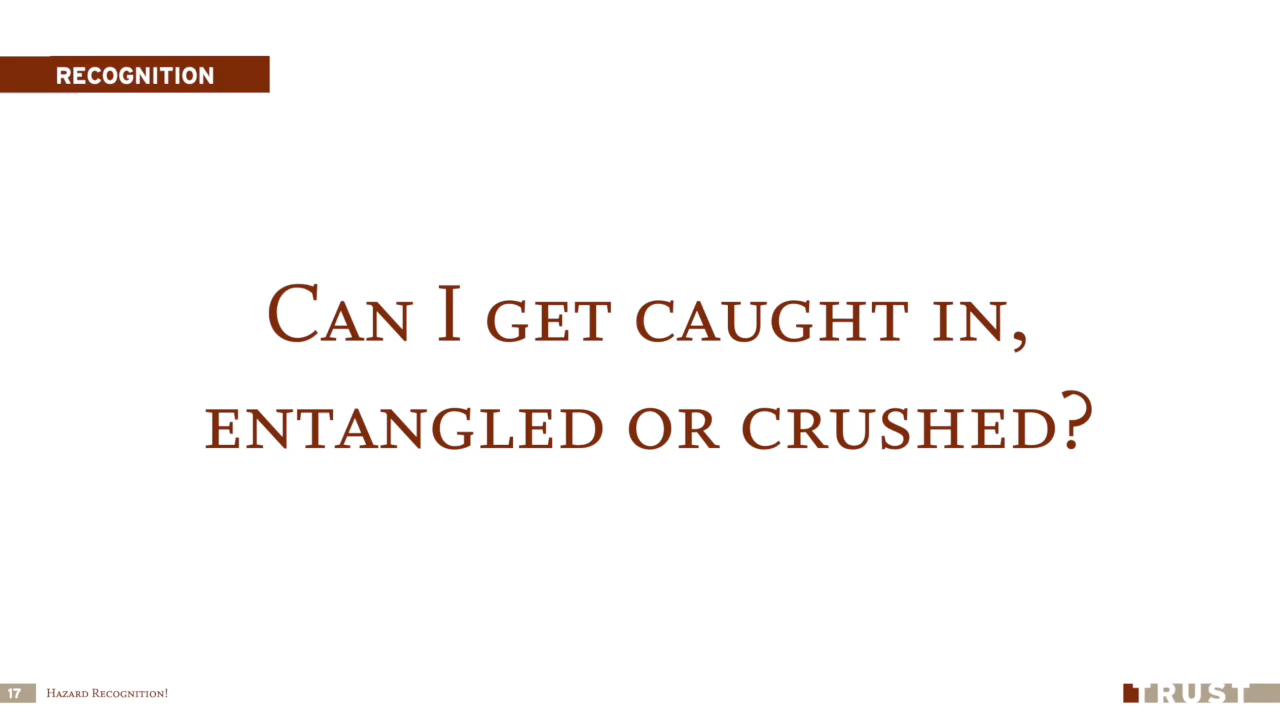 RECOGNITION
Can I get caught in,
entangled or crushed?
17 Hazard Recognition!
TRUST